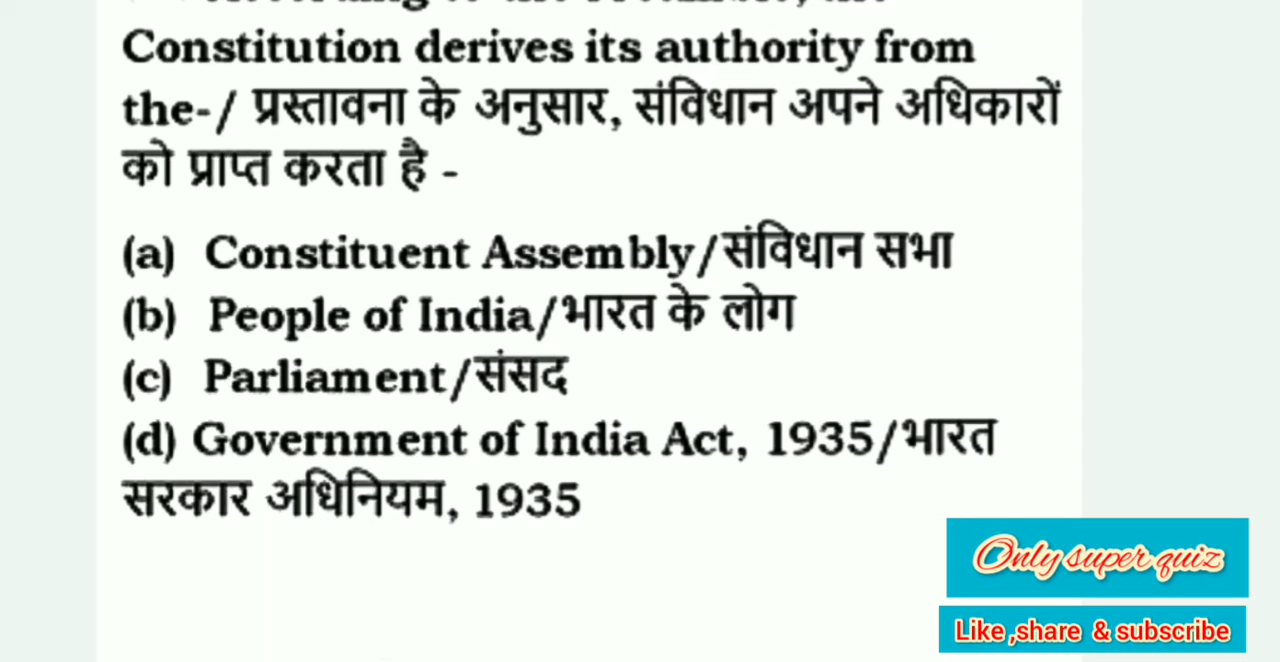 Constitution derives its authority from
the-/ प्रस्तावना के अनुसार, संविधान अपने अधिकारों
को प्राप्त करता है -
(a) Constituent Assembly/संविधान सभा
(b) People of India/भारत के लोग
(c) Parliament/संसद
(d) Government of India Act, 1935/भारत
सरकार अधिनियम, 1935
Only super quiz
Like ,share & subscribe